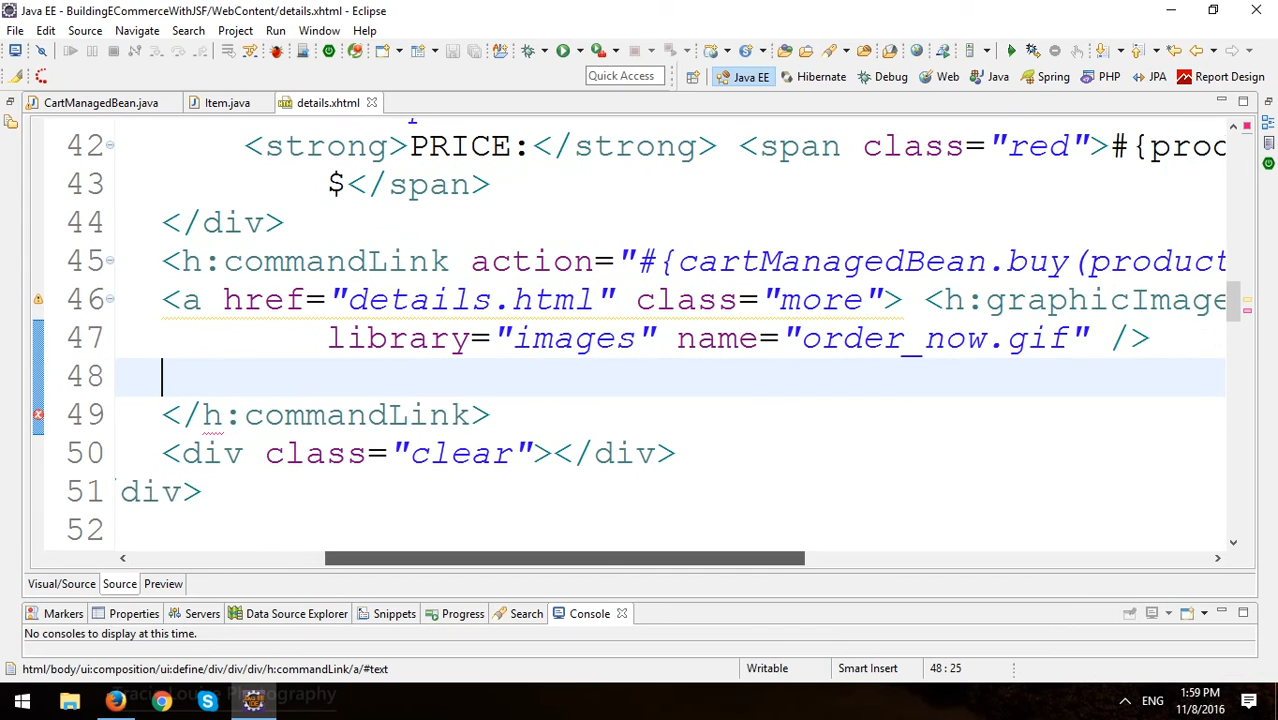 Java EE - BuildingECommerceWithJSF/WebContent/details.xhtml - Eclipse
File Edit Source Navigate Search Project Run Window Help
Quick Access Java EE Hibernate Debug Web Java Spring PHP JPA Report Design
CartManagedBean.java Item.java details.xhtml
42 <strong>PRICE:</strong> <span class="red">#{proc
43 $</span>
44 </div>
45 <h:commandLink action="#{cartManagedBean.buy(product
46 <a href="details.html" class="more"> <h:graphicImage
47 library="images" name="order_now.gif" />
48
49 </h:commandLink>
50 <div class="clear"></div>
51 div>
52
Visual/Source Source Preview
Markers Properties Servers Data Source Explorer Snippets Progress Search Console
No consoles to display at this time.
html/body/ui:composition/ui:define/div/div/div/h:commandLink/a/#text Writable Smart Insert 48 : 25
ENG 1:59 PM
11/8/2016